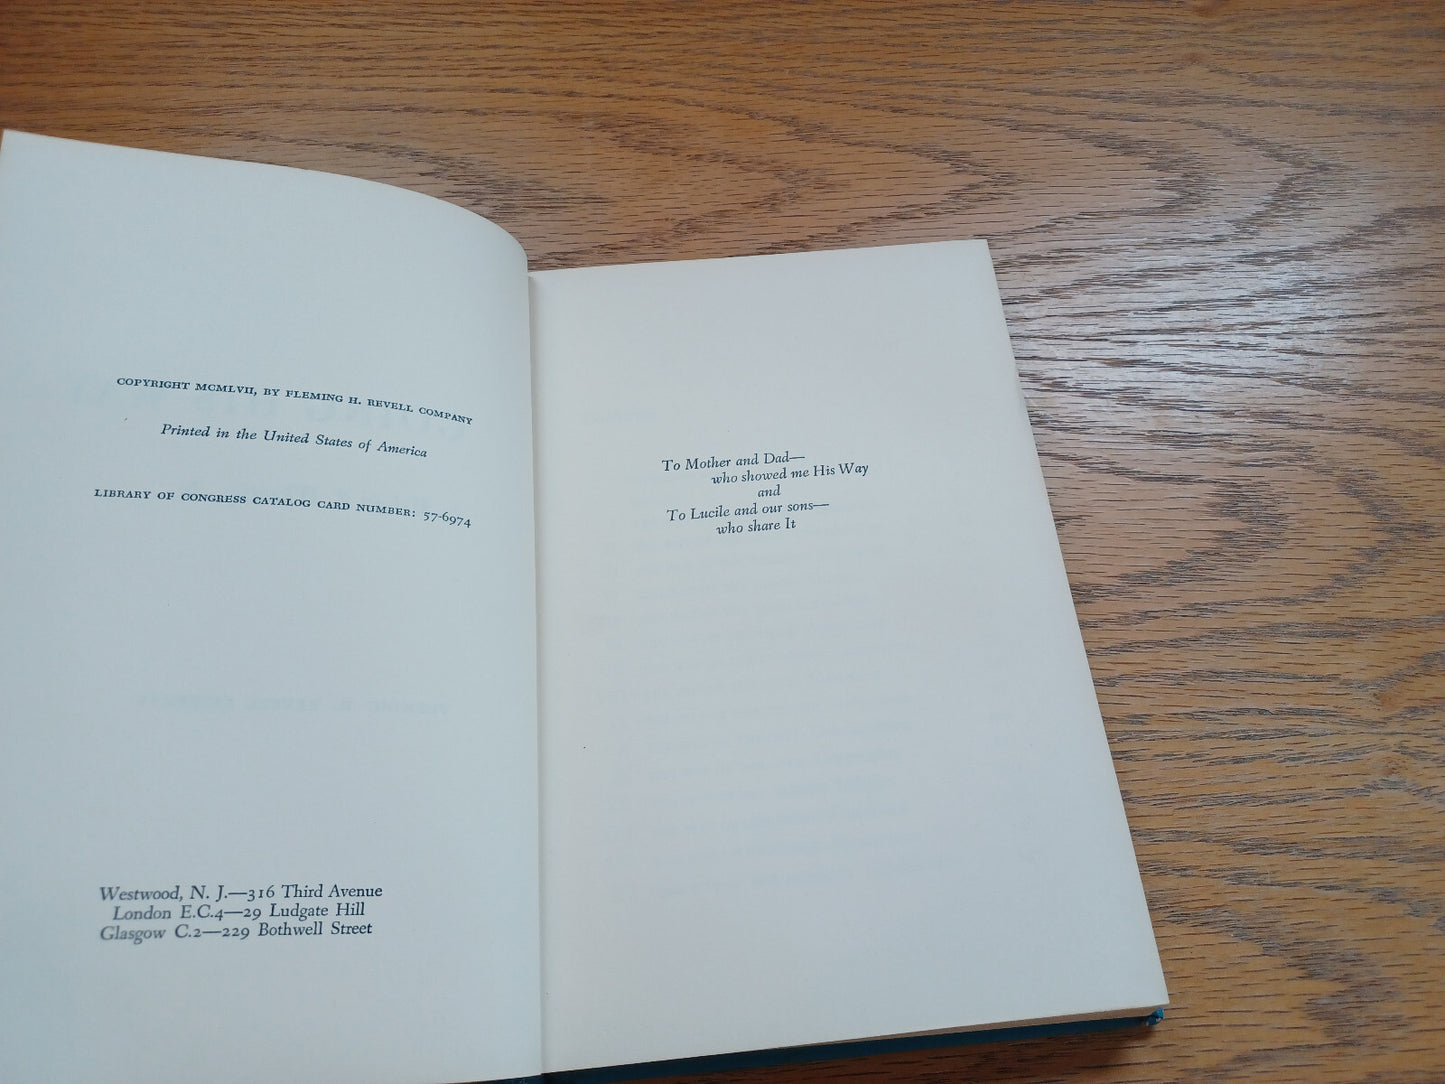 COPYRIGHT MCMLVII, BY FLEMING H. REVELL COMPANY
Printed in the United States of America
LIBRARY OF CONGRESS CATALOG CARD NUMBER: 57-6974
Westwood, N. J.—316 Third Avenue
London E.C.4—29 Ludgate Hill
Glasgow C.2—229 Bothwell Street
To Mother and Dad—
who showed me His Way
and
To Lucile and our sons—
who share It